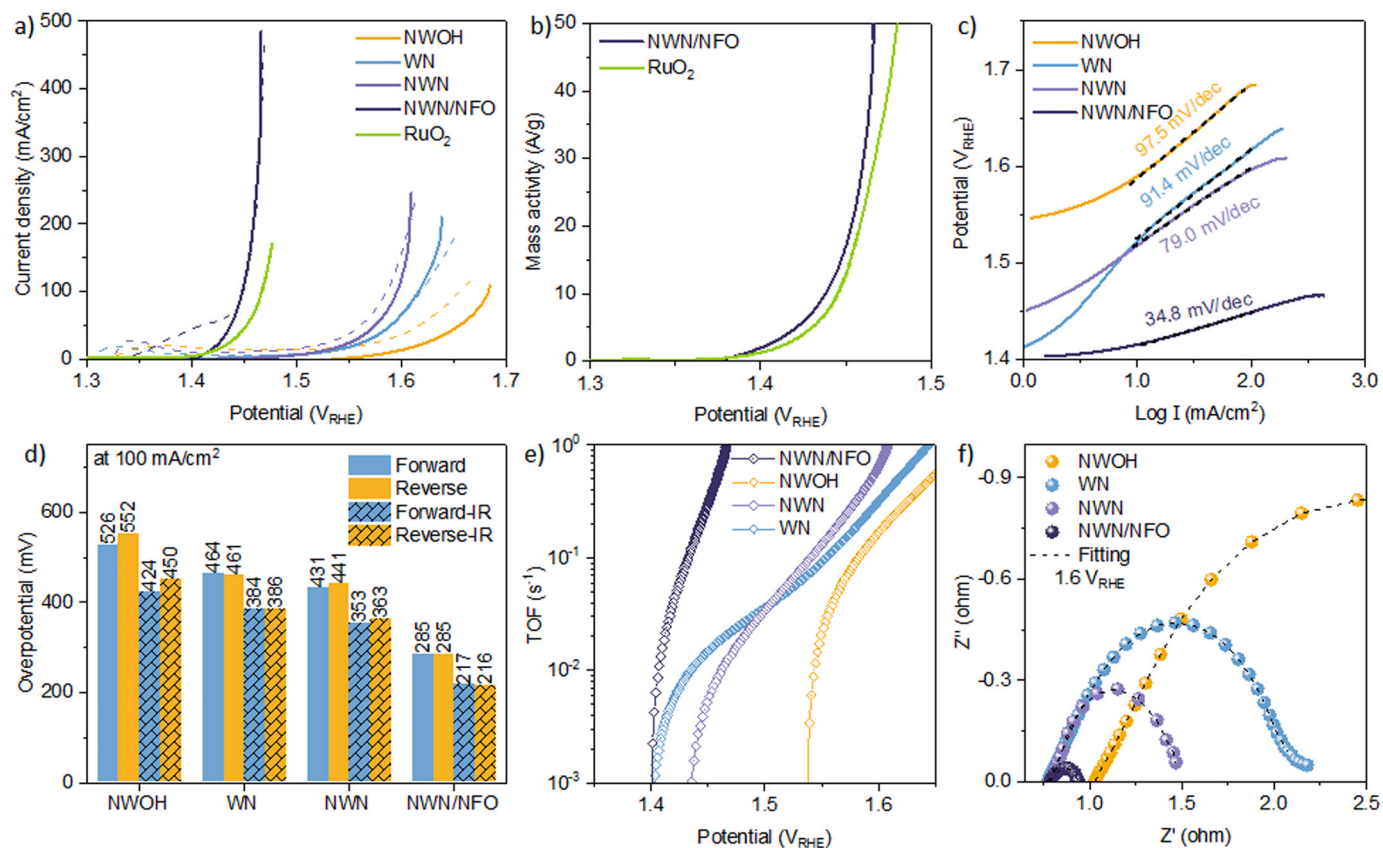 a)
500
400
300
200
100
0
Current density (mA/cm²)
1.3
1.4
1.5
1.6
1.7
Potential (V_RHE)
NWOH
WN
NWN
NWN/NFO
RuO₂
b)
50
40
30
20
10
0
Mass activity (A/g)
1.3
1.4
1.5
Potential (V_RHE)
NWN/NFO
RuO₂
c)
NWOH
WN
NWN
NWN/NFO
1.7
1.6
1.5
1.4
Potential (V_RHE)
97.5 mV/dec
91.4 mV/dec
79.0 mV/dec
34.8 mV/dec
0.0
1.0
2.0
3.0
Log I (mA/cm²)
d)
at 100 mA/cm²
Forward
Reverse
Forward-IR
Reverse-IR
600
400
200
0
Overpotential (mV)
526
552
424
450
464
461
384
386
431
441
353
363
285
285
217
216
NWOH
WN
NWN
NWN/NFO
e)
10⁰
10⁻¹
10⁻²
10⁻³
TOF (s⁻¹)
NWN/NFO
NWOH
NWN
WN
1.4
1.5
1.6
Potential (V_RHE)
f)
-0.9
-0.6
-0.3
0.0
Z'' (ohm)
NWOH
WN
NWN
NWN/NFO
Fitting
1.6 V_RHE
1.0
1.5
2.0
2.5
Z' (ohm)